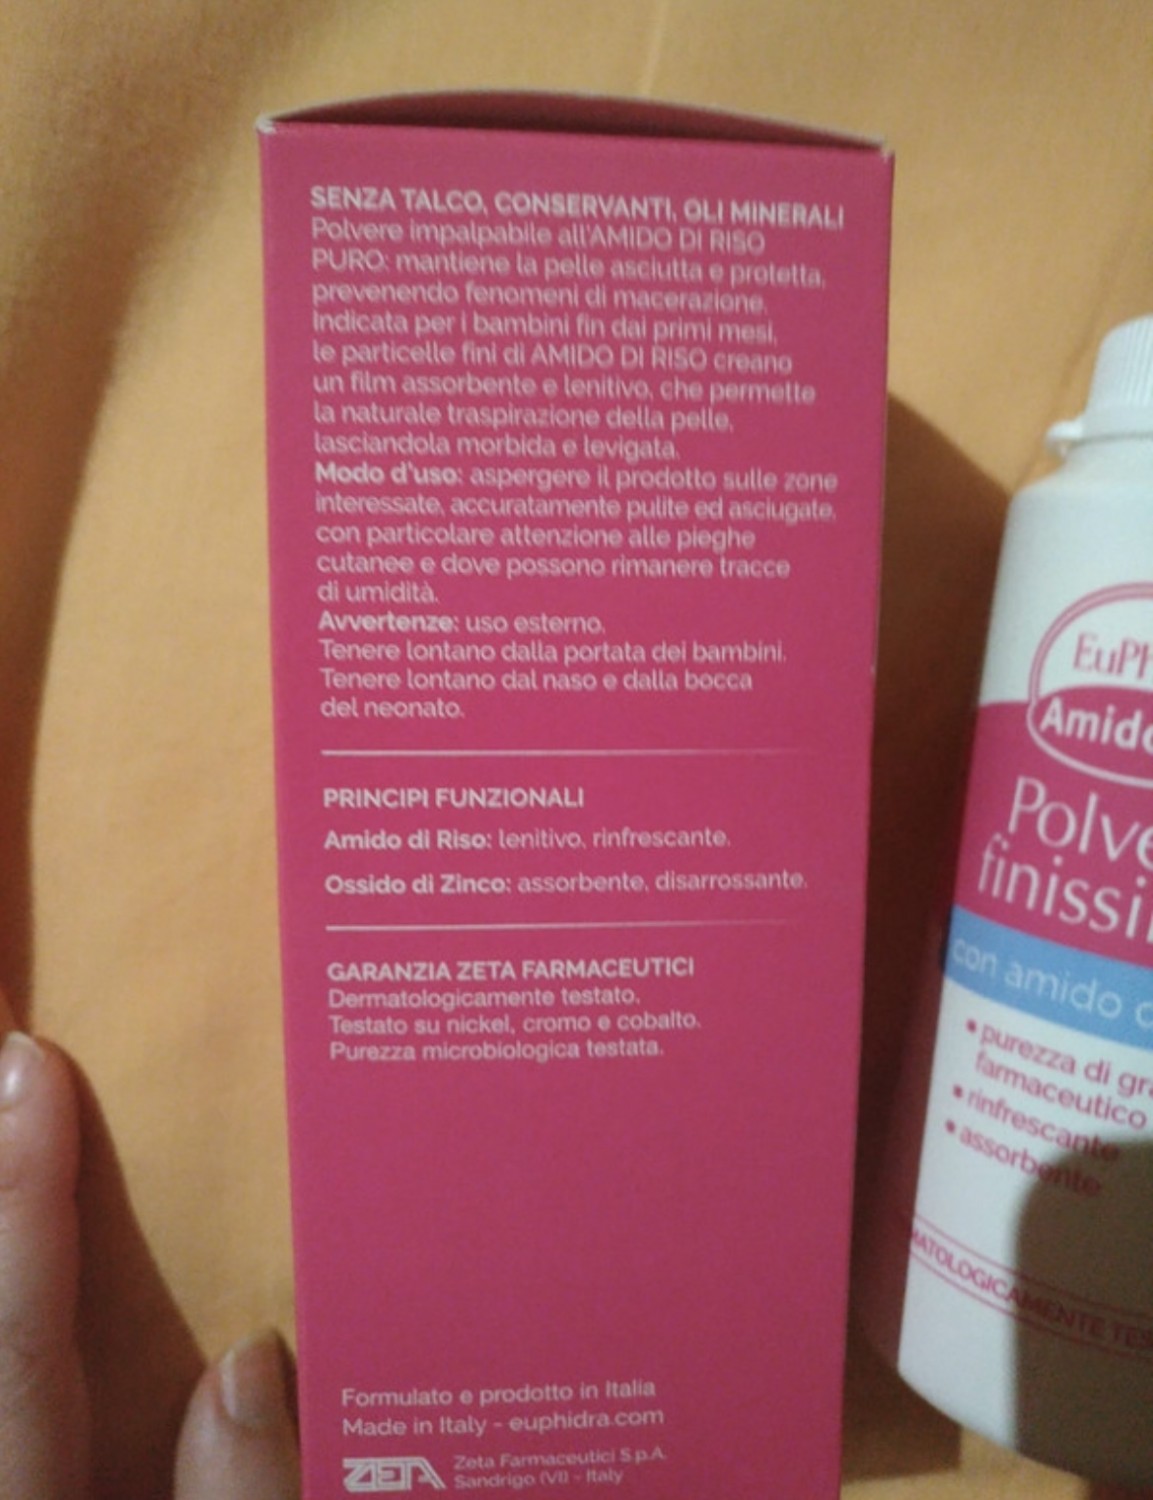 SENZA TALCO, CONSERVANTI, OLI MINERALI
Polvere impalpabile all'AMIDO DI RISO
PURO: mantiene la pelle asciutta e protetta,
prevenendo fenomeni di macerazione.
Indicata per i bambini fin dai primi mesi,
le particelle fini di AMIDO DI RISO creano
un film assorbente e lenitivo, che permette
la naturale traspirazione della pelle,
lasciandola morbida e levigata.
Modo d'uso: aspergere il prodotto sulle zone
interessate, accuratamente pulite ed asciugate,
con particolare attenzione alle pieghe
cutanee e dove possono rimanere tracce
di umidità.
Avvertenze: uso esterno.
Tenere lontano dalla portata dei bambini.
Tenere lontano dal naso e dalla bocca
del neonato.
PRINCIPI FUNZIONALI
Amido di Riso: lenitivo, rinfrescante.
Ossido di Zinco: assorbente, disarrossante.
GARANZIA ZETA FARMACEUTICI
Dermatologicamente testato.
Testato su nickel, cromo e cobalto.
Purezza microbiologica testata.
Formulato e prodotto in Italia
Made in Italy - euphidra.com
ZETA Zeta Farmaceutici S.p.A.
Sandrigo (VI) - Italy
EuPH
Amido
Polve
finissi
con amido d
• purezza di gra
farmaceutico
• rinfrescante
• assorbente
MATOLOGICAMENTE TES